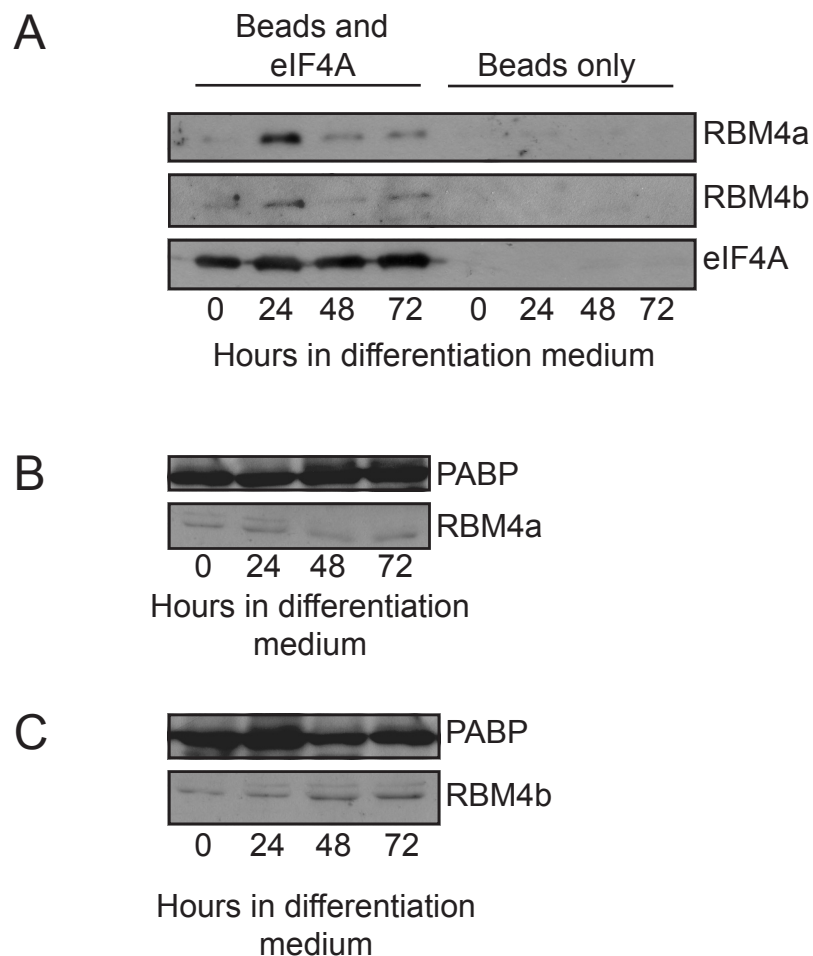 A
Beads and
eIF4A
Beads only
RBM4a
RBM4b
eIF4A
0 24 48 72 0 24 48 72
Hours in differentiation medium
B
PABP
RBM4a
0 24 48 72
Hours in differentiation
medium
C
PABP
RBM4b
0 24 48 72
Hours in differentiation
medium